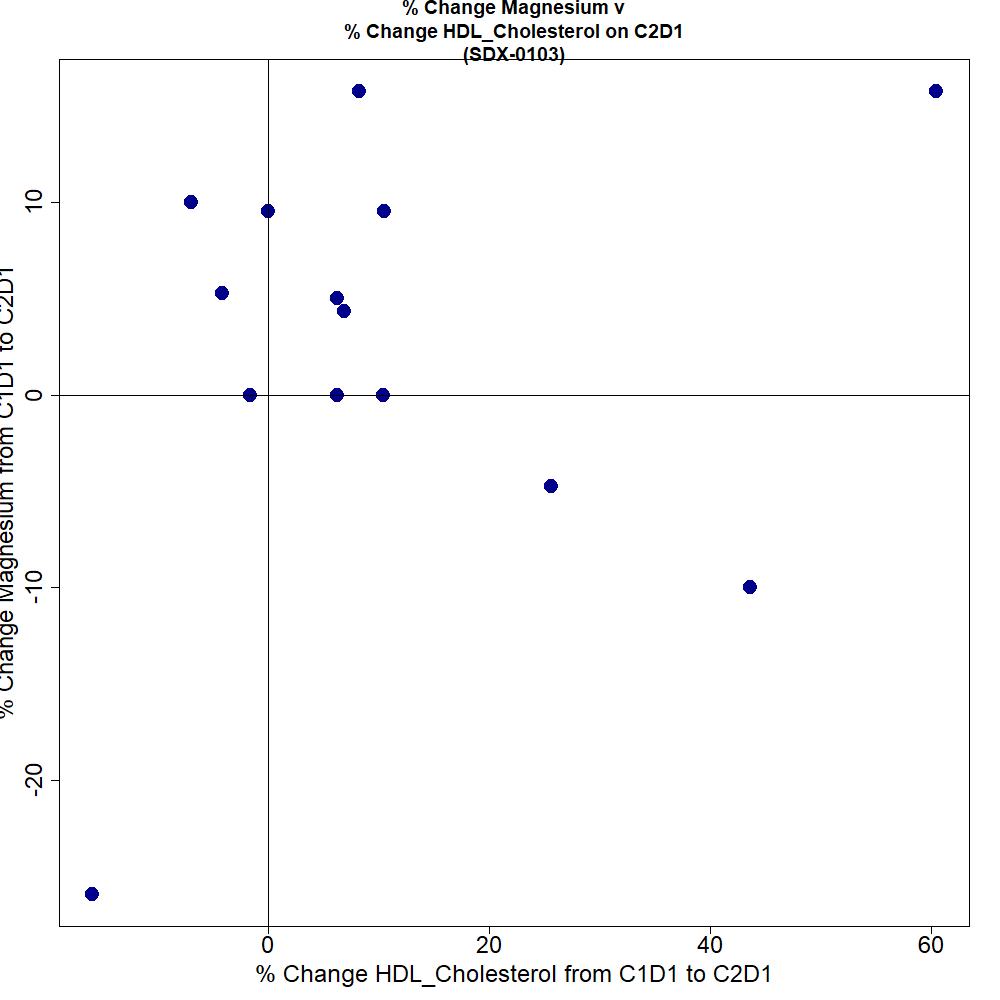 % Change Magnesium v
% Change HDL_Cholesterol on C2D1
(SDX-0103)
% Change Magnesium from C1D1 to C2D1
10
0
-10
-20
0 20 40 60
% Change HDL_Cholesterol from C1D1 to C2D1